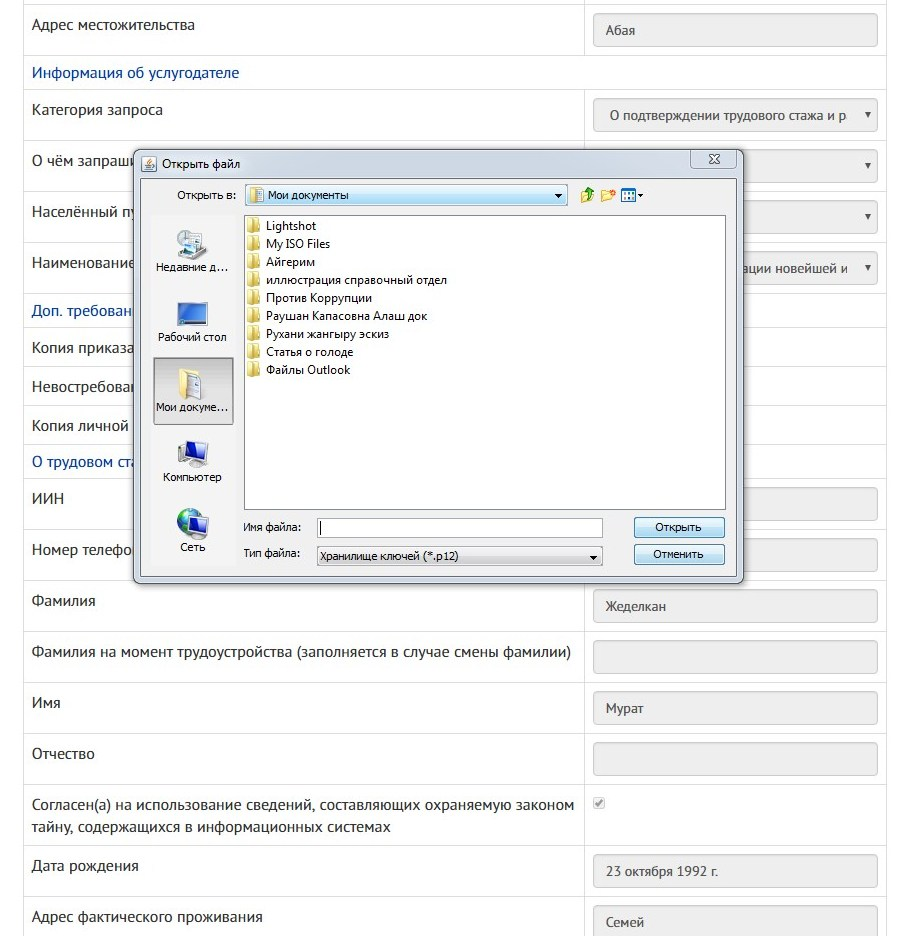 Адрес местожительства
Абая
Информация об услугодателе
Категория запроса
О подтверждении трудового стажа и р
О чём запраши
Населённый пу
Наименование
ации новейшей и
Доп. требован
Копия приказа
Невостребован
Копия личной
О трудовом ста
ИИН
Номер телефо
Открыть файл
Открыть в:
Мои документы
Недавние д...
Рабочий стол
Мои докуме...
Компьютер
Сеть
Lightshot
My ISO Files
Айгерим
иллюстрация справочный отдел
Против Коррупции
Раушан Капасовна Алаш док
Рухани жангыру эскиз
Статья о голоде
Файлы Outlook
Имя файла:
Открыть
Тип файла:
Хранилище ключей (*.p12)
Отменить
Фамилия
Жеделкан
Фамилия на момент трудоустройства (заполняется в случае смены фамилии)
Имя
Мурат
Отчество
Согласен(а) на использование сведений, составляющих охраняемую законом
тайну, содержащихся в информационных системах
Дата рождения
23 октября 1992 г.
Адрес фактического проживания
Семей